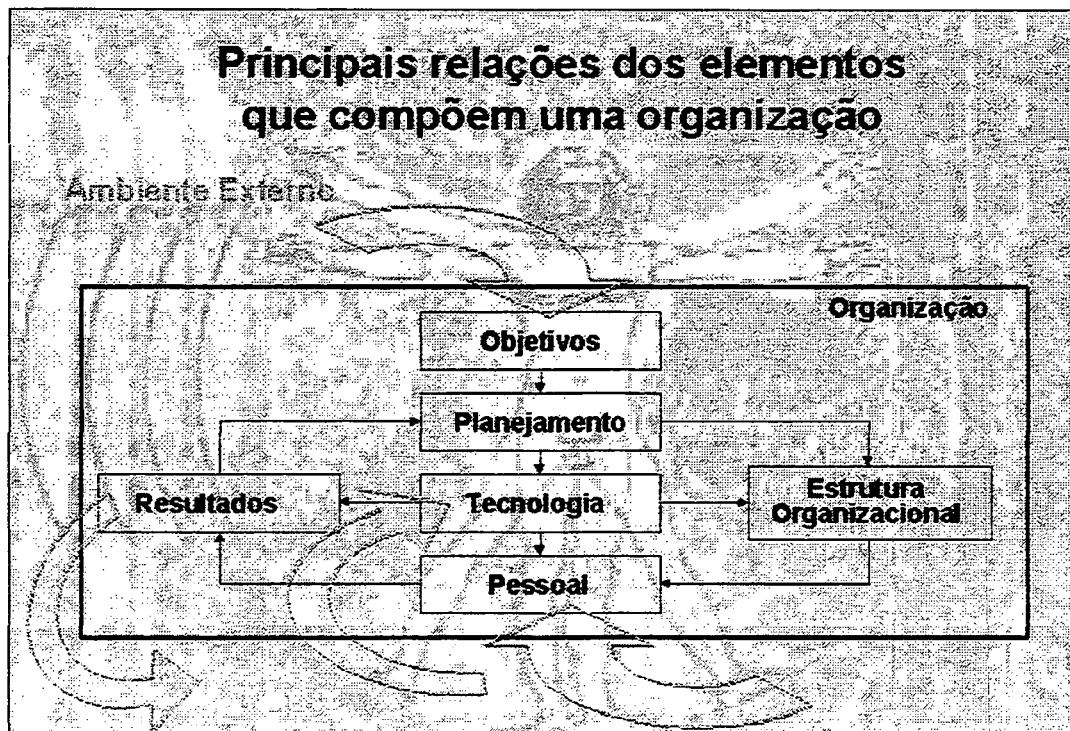 Principais relações dos elementos
que compõem uma organização
Ambiente Externo
Organização
Objetivos
Planejamento
Resultados
Tecnologia
Estrutura
Organizacional
Pessoal